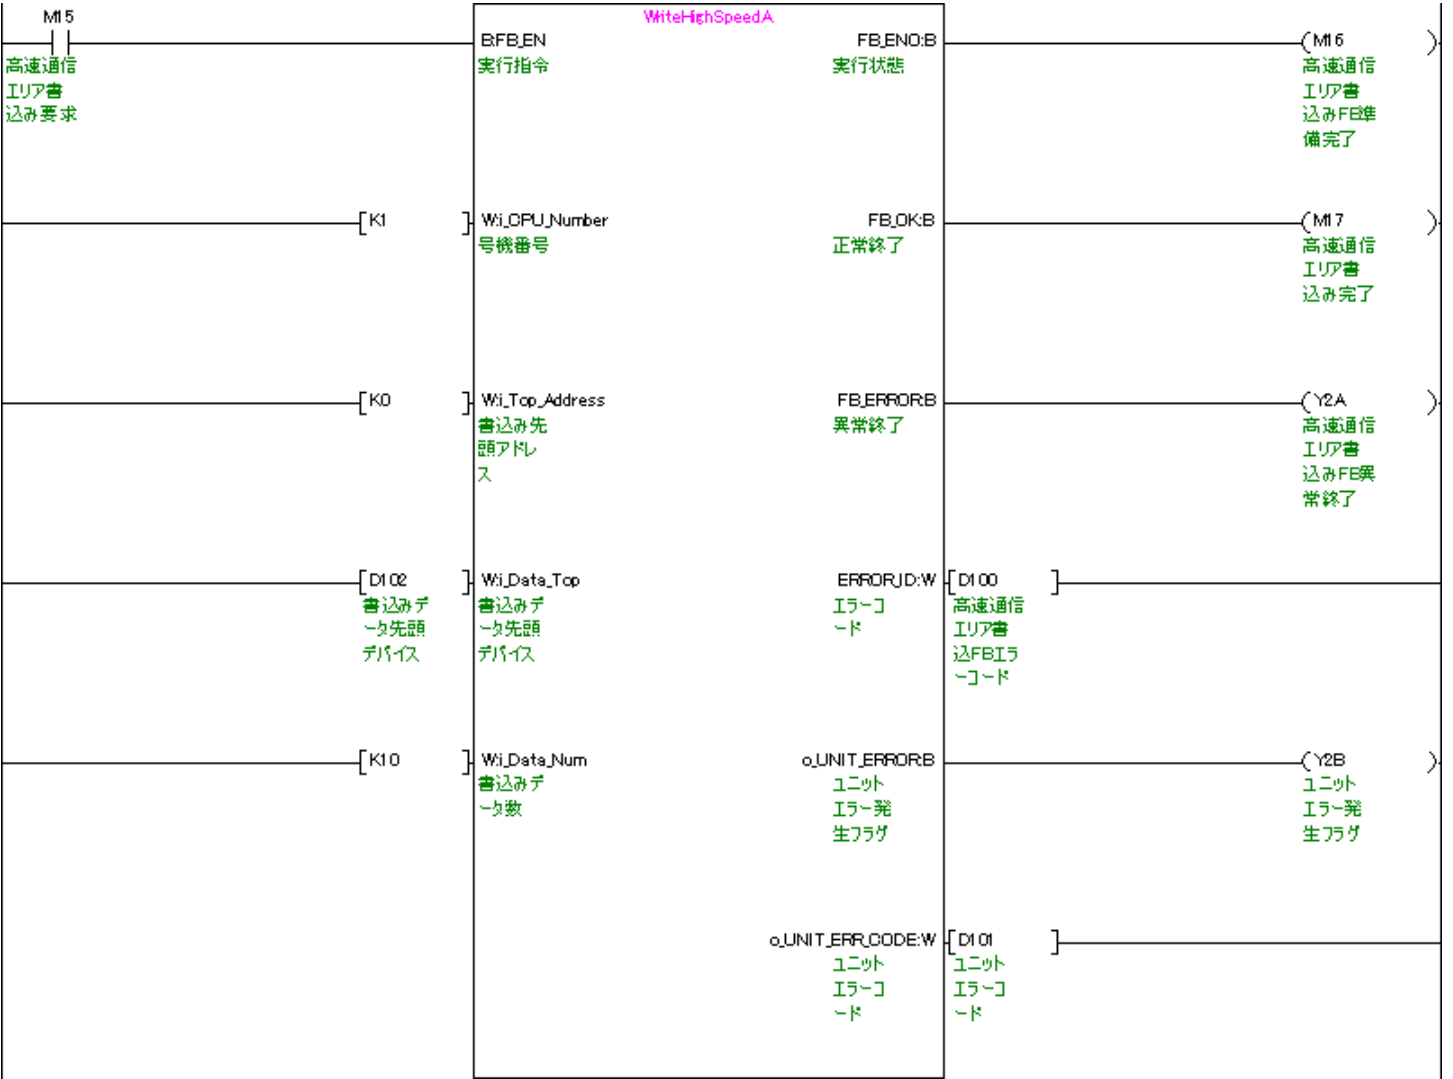 M15
WriteHighSpeedA
B:FB_EN
FB_ENO:B
M16
高速通信
エリア書
込み要求
実行指令
実行状態
高速通信
エリア書
込みFB準
備完了
K1
W:i_CPU_Number
号機番号
FB_OK:B
正常終了
M17
高速通信
エリア書
込み完了
K0
W:i_Top_Address
書込み先
頭アドレ
ス
FB_ERROR:B
異常終了
Y2A
高速通信
エリア書
込みFB異
常終了
D102
書込みデ
ータ先頭
デバイス
W:i_Data_Top
書込みデ
ータ先頭
デバイス
ERROR_ID:W
エラーコ
ード
D100
高速通信
エリア書
込FBエラ
ーコード
K10
W:i_Data_Num
書込みデ
ータ数
o_UNIT_ERROR:B
ユニット
エラー発
生フラグ
Y2B
ユニット
エラー発
生フラグ
o_UNIT_ERR_CODE:W
ユニット
エラーコ
ード
D101
ユニット
エラーコ
ード